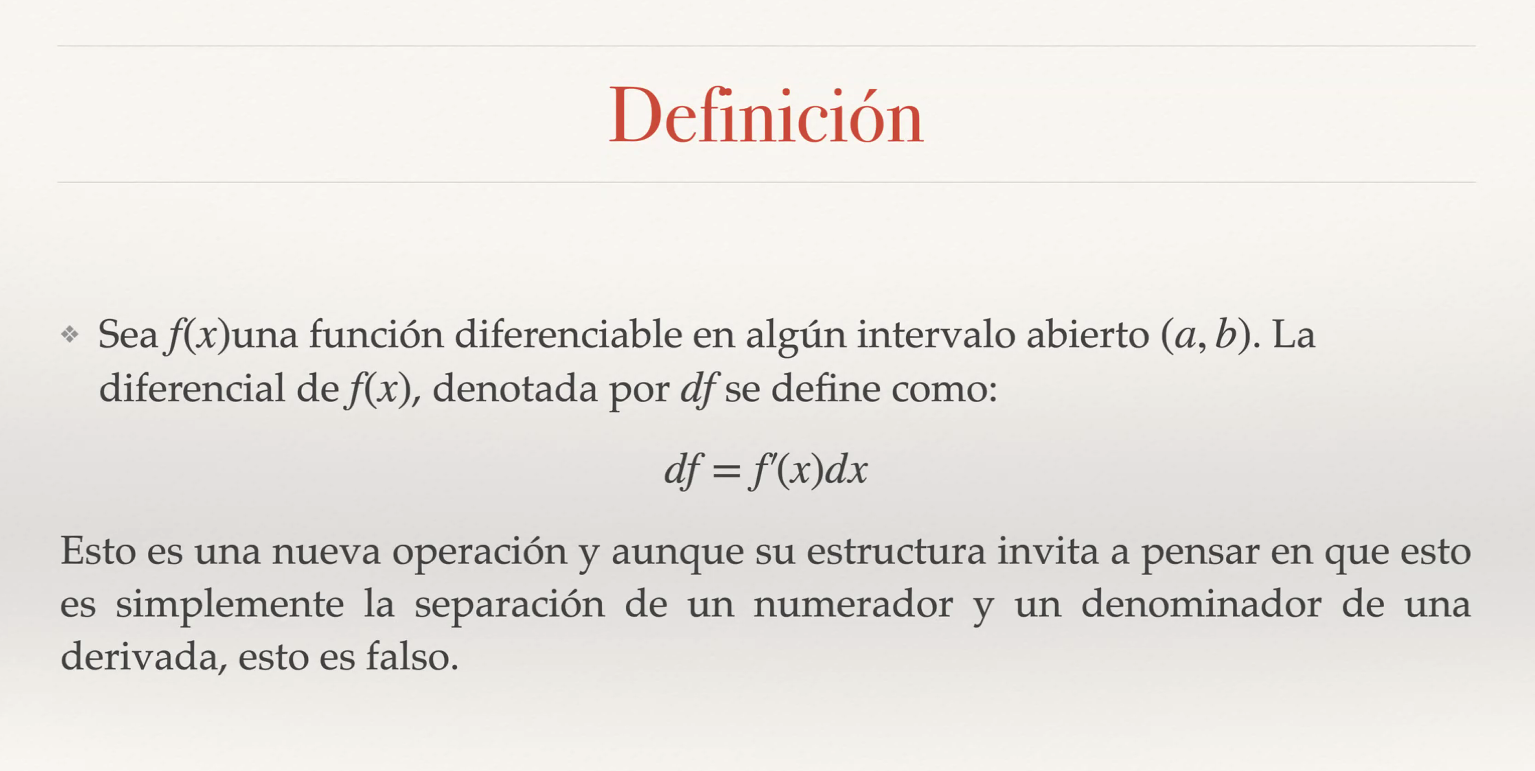 Definición
❖ Sea f(x)una función diferenciable en algún intervalo abierto (a, b). La
diferencial de f(x), denotada por df se define como:
df = f′(x)dx
Esto es una nueva operación y aunque su estructura invita a pensar en que esto
es simplemente la separación de un numerador y un denominador de una
derivada, esto es falso.